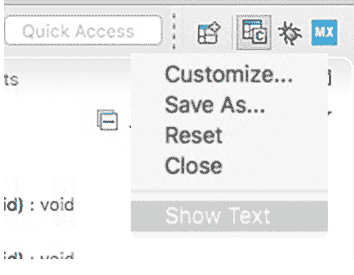 Quick Access
MX
ts
Customize...
Save As...
Reset
Close
id) : void
Show Text
id) : void